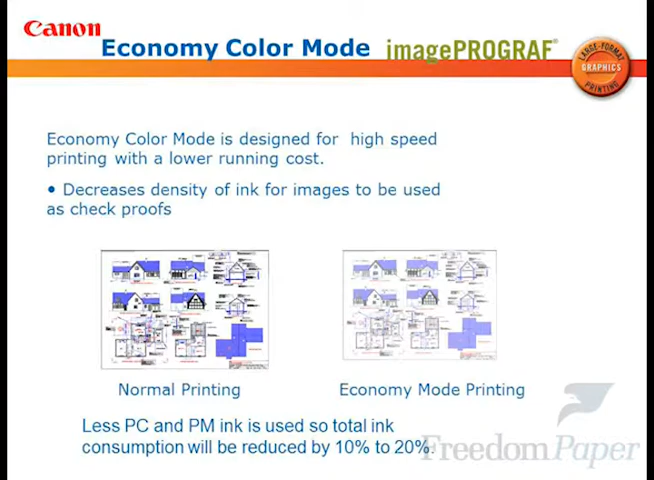 Canon
Economy Color Mode
imagePROGRAF®
LARGE-FORMAT
GRAPHICS
PRINTING
Economy Color Mode is designed for high speed
printing with a lower running cost.
• Decreases density of ink for images to be used
as check proofs
Normal Printing
Economy Mode Printing
Less PC and PM ink is used so total ink
consumption will be reduced by 10% to 20%.
FreedomPaper